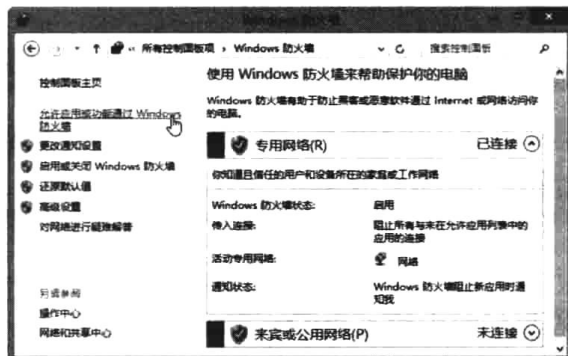 Windows 防火墙
所有控制面板项 › Windows 防火墙
搜索控制面板
控制面板主页
允许应用或功能通过 Windows
防火墙
更改通知设置
启用或关闭 Windows 防火墙
还原默认值
高级设置
对网络进行疑难解答
另请参阅
操作中心
网络和共享中心
使用 Windows 防火墙来帮助保护你的电脑
Windows 防火墙有助于防止黑客或恶意软件通过 Internet 或网络访问你
的电脑。
专用网络(R) 已连接
你知道且信任的用户和设备所在的家庭或工作网络
Windows 防火墙状态: 启用
传入连接: 阻止所有与未在允许应用列表中的
应用的连接
活动专用网络: 网络
通知状态: Windows 防火墙阻止新应用时通
知我
来宾或公用网络(P) 未连接